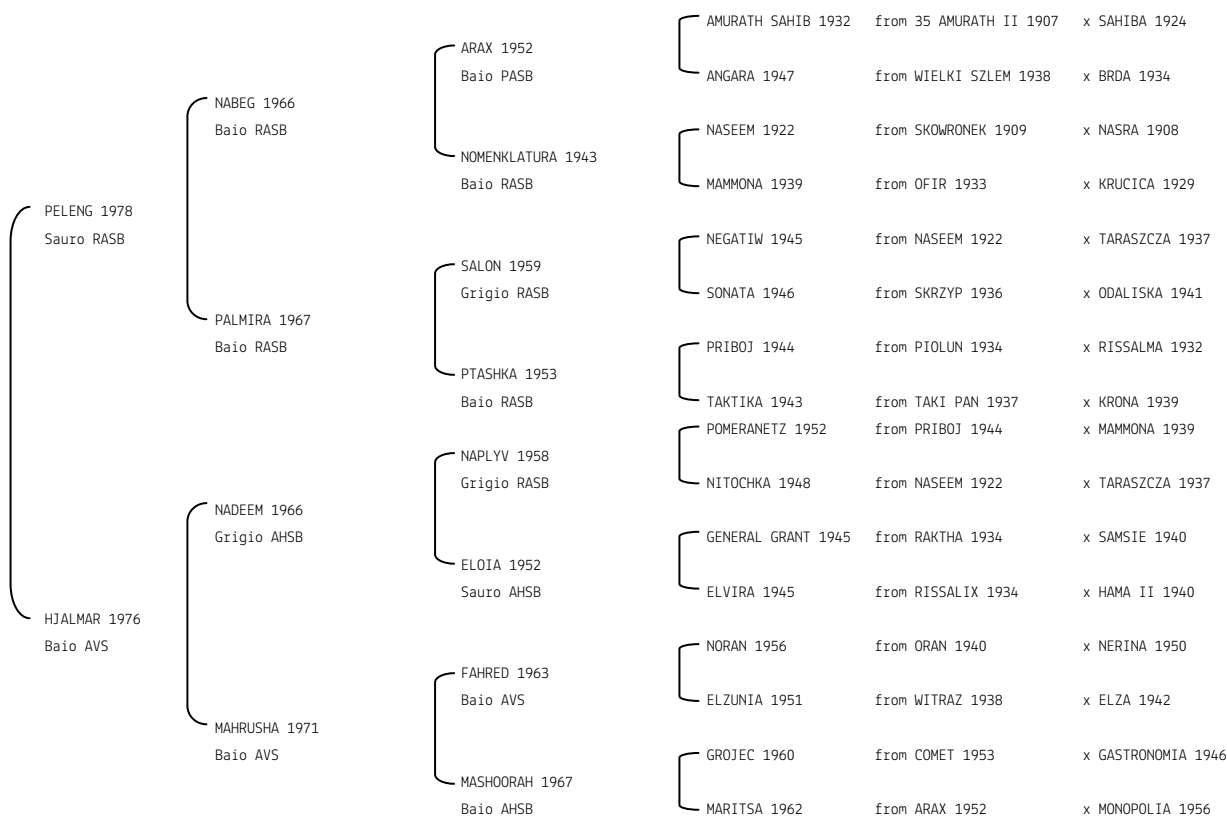 AMURATH SAHIB 1932 from 35 AMURATH II 1907 x SAHIBA 1924
ARAX 1952
Baio PASB
ANGARA 1947 from WIELKI SZLEM 1938 x BRDA 1934
NABEG 1966
Baio RASB
NASEEM 1922 from SKOWRONEK 1909 x NASRA 1908
NOMENKLATURA 1943
Baio RASB
MAMMONA 1939 from OFIR 1933 x KRUCICA 1929
PELENG 1978
Sauro RASB
NEGATIW 1945 from NASEEM 1922 x TARASZCZA 1937
SALON 1959
Grigio RASB
SONATA 1946 from SKRZYP 1936 x ODALISKA 1941
PALMIRA 1967
Baio RASB
PRIBOJ 1944 from PIOLUN 1934 x RISSALMA 1932
PTASHKA 1953
Baio RASB
TAKTIKA 1943 from TAKI PAN 1937 x KRONA 1939
POMERANETZ 1952 from PRIBOJ 1944 x MAMMONA 1939
NAPLYV 1958
Grigio RASB
NITOCHKA 1948 from NASEEM 1922 x TARASZCZA 1937
NADEEM 1966
Grigio AHSB
GENERAL GRANT 1945 from RAKTHA 1934 x SAMSIE 1940
ELOIA 1952
Sauro AHSB
ELVIRA 1945 from RISSALIX 1934 x HAMA II 1940
HJALMAR 1976
Baio AVS
NORAN 1956 from ORAN 1940 x NERINA 1950
FAHRED 1963
Baio AVS
ELZUNIA 1951 from WITRAZ 1938 x ELZA 1942
MAHRUSHA 1971
Baio AVS
GROJEC 1960 from COMET 1953 x GASTRONOMIA 1946
MASHOORAH 1967
Baio AHSB
MARITSA 1962 from ARAX 1952 x MONOPOLIA 1956